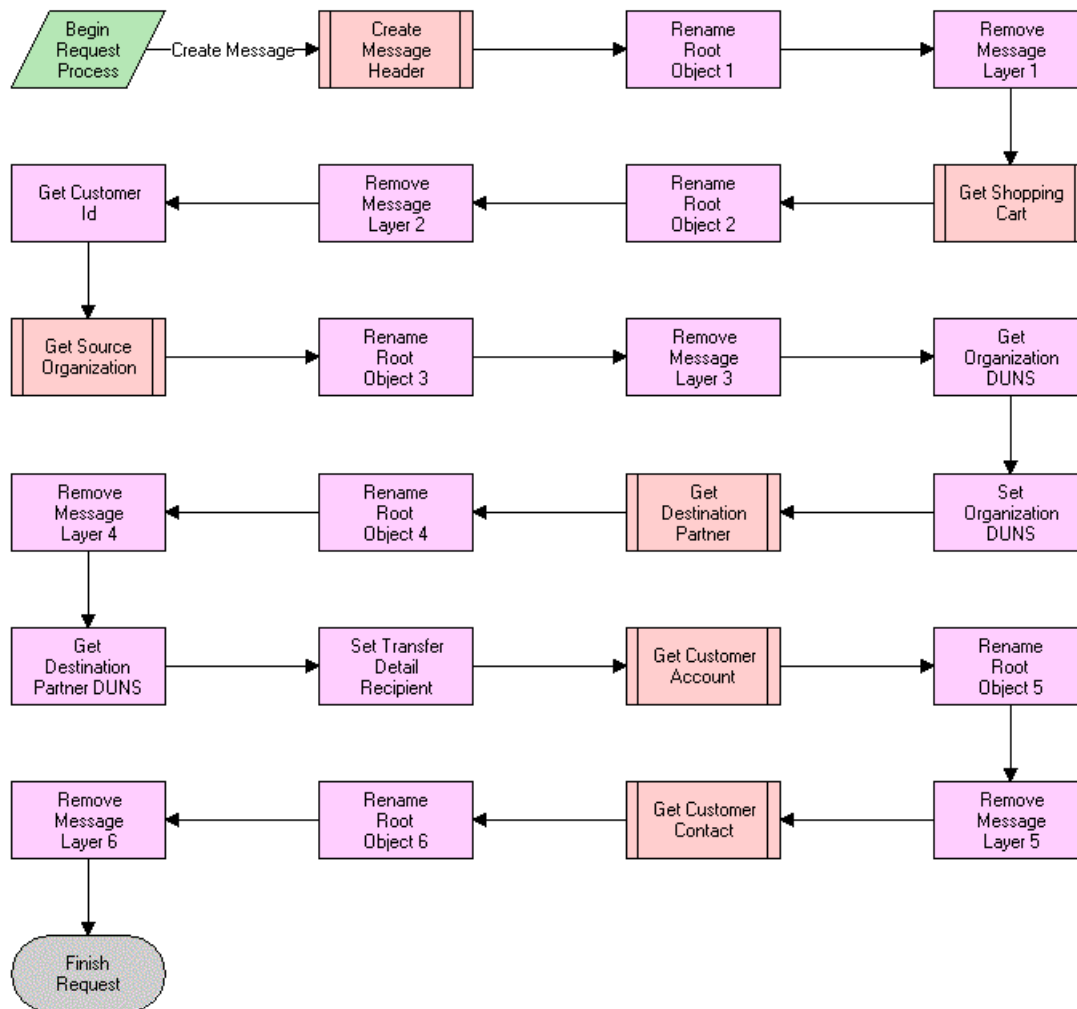 Begin
Request
Process
Create Message
Create
Message
Header
Rename
Root
Object 1
Remove
Message
Layer 1
Get Shopping
Cart
Rename
Root
Object 2
Remove
Message
Layer 2
Get Customer
Id
Get Source
Organization
Rename
Root
Object 3
Remove
Message
Layer 3
Get
Organization
DUNS
Set
Organization
DUNS
Get
Destination
Partner
Rename
Root
Object 4
Remove
Message
Layer 4
Get
Destination
Partner DUNS
Set Transfer
Detail
Recipient
Get Customer
Account
Rename
Root
Object 5
Remove
Message
Layer 5
Get Customer
Contact
Rename
Root
Object 6
Remove
Message
Layer 6
Finish
Request